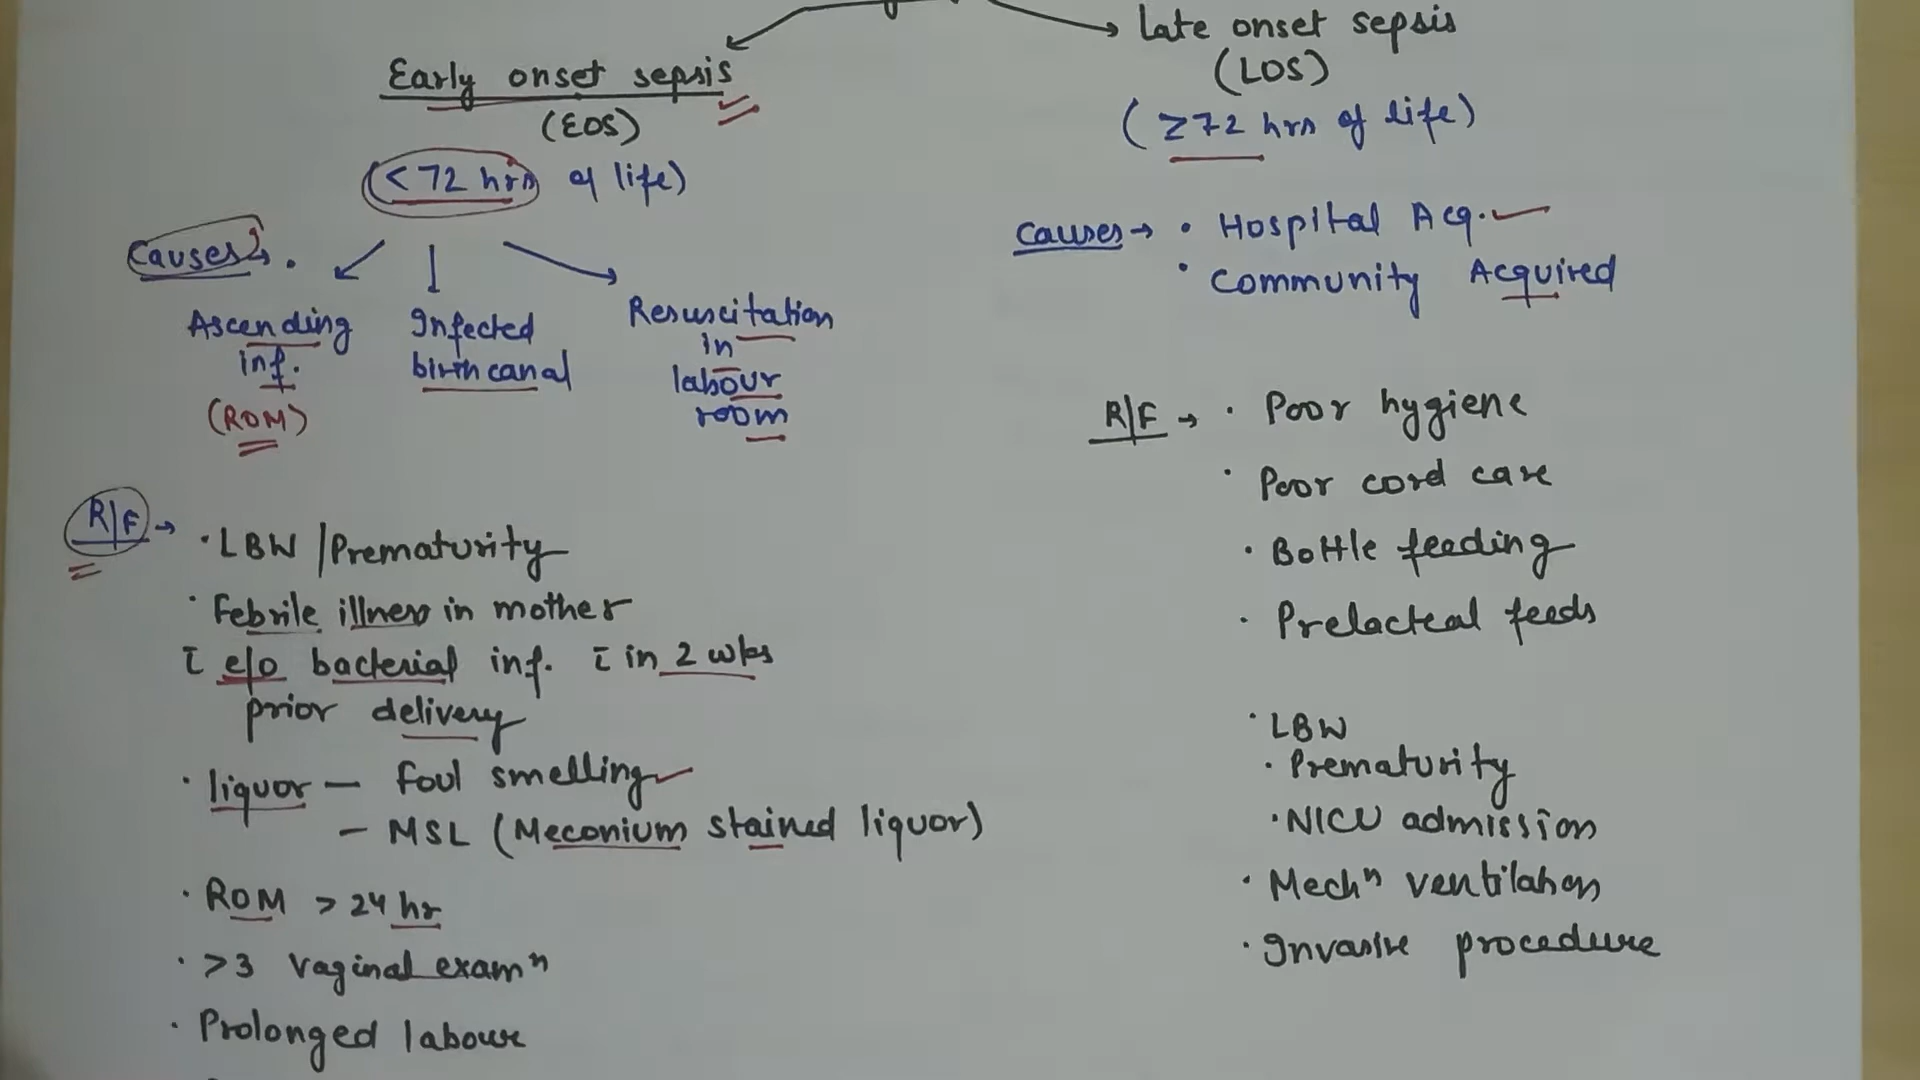 Early onset sepsis
(EOS)
(<72 hrs of life)
Causes → .
Ascending
inf.
(ROM)
Infected
birth canal
Resuscitation
in
labour
room
R/F →
· LBW / Prematurity
· Febrile illness in mother
c̄ e/o bacterial inf. c̄ in 2 wks
prior delivery
· liquor — Foul smelling
— MSL (Meconium stained liquor)
· ROM > 24 hr
· >3 vaginal examⁿ
· Prolonged labour
Late onset sepsis
(LOS)
(≥72 hrs of life)
Causes → · Hospital Acq.
· Community Acquired
R/F → · Poor hygiene
· Poor cord care
· Bottle feeding
· Prelacteal feeds
· LBW
· Prematurity
· NICU admission
· Mechⁿ ventilation
· Invasive procedure